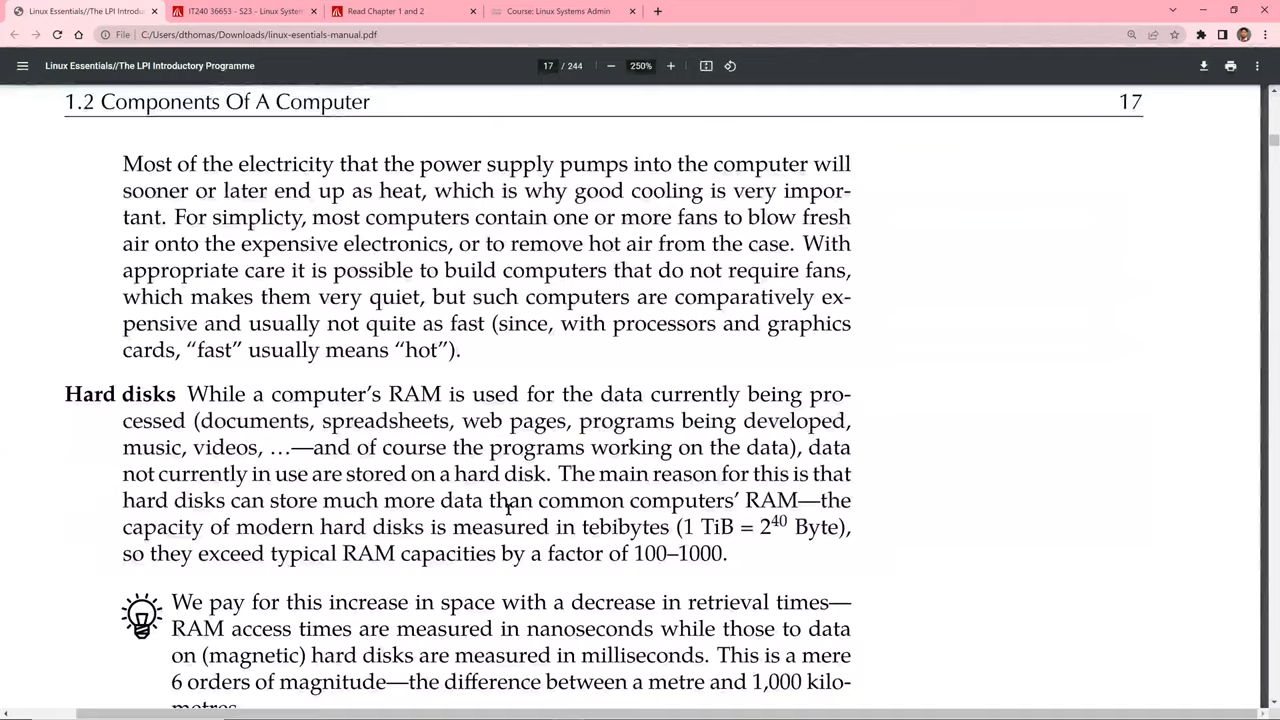 Linux Essentials//The LPI Introdu
IT240 36653 - S23 - Linux System
Read Chapter 1 and 2
Course: Linux Systems Admin
File C:/Users/dthomas/Downloads/linux-esentials-manual.pdf
Linux Essentials//The LPI Introductory Programme
17 / 244
250%
1.2 Components Of A Computer 17
Most of the electricity that the power supply pumps into the computer will
sooner or later end up as heat, which is why good cooling is very impor-
tant. For simplicty, most computers contain one or more fans to blow fresh
air onto the expensive electronics, or to remove hot air from the case. With
appropriate care it is possible to build computers that do not require fans,
which makes them very quiet, but such computers are comparatively ex-
pensive and usually not quite as fast (since, with processors and graphics
cards, “fast” usually means “hot”).
Hard disks While a computer’s RAM is used for the data currently being pro-
cessed (documents, spreadsheets, web pages, programs being developed,
music, videos, …—and of course the programs working on the data), data
not currently in use are stored on a hard disk. The main reason for this is that
hard disks can store much more data than common computers’ RAM—the
capacity of modern hard disks is measured in tebibytes (1 TiB = 2⁴⁰ Byte),
so they exceed typical RAM capacities by a factor of 100–1000.
We pay for this increase in space with a decrease in retrieval times—
RAM access times are measured in nanoseconds while those to data
on (magnetic) hard disks are measured in milliseconds. This is a mere
6 orders of magnitude—the difference between a metre and 1,000 kilo-
metres.